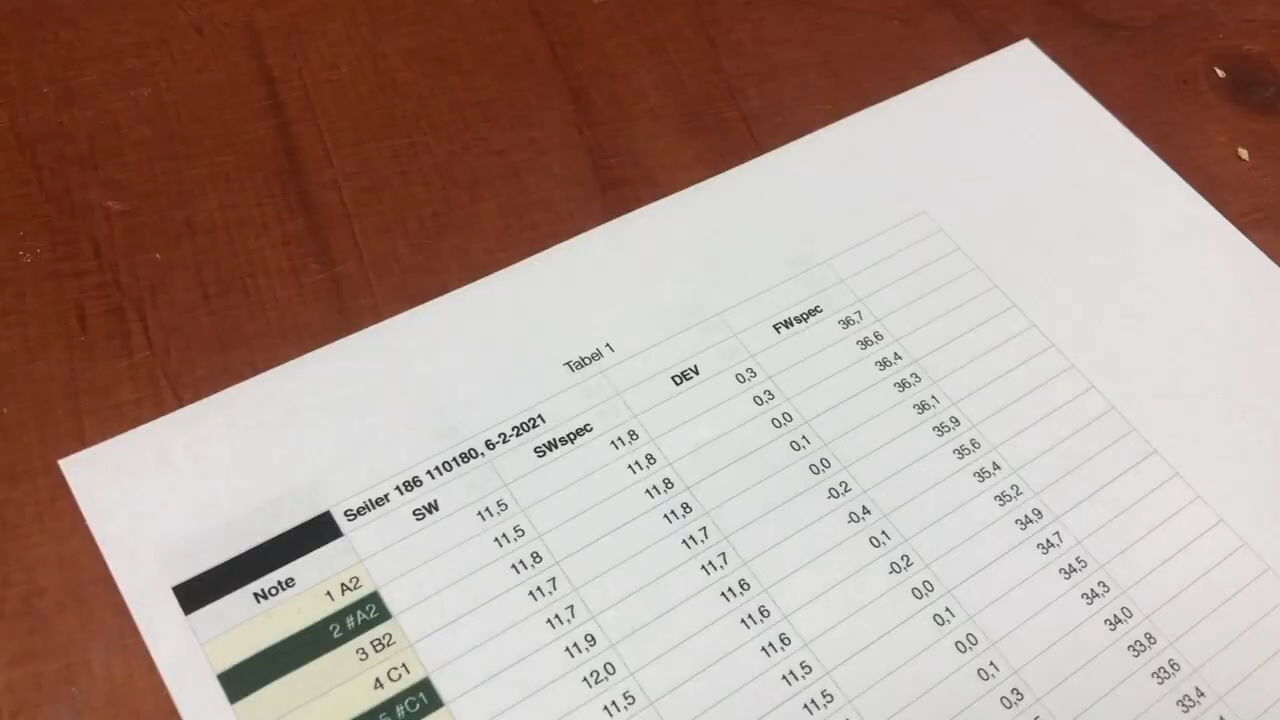 Tabel 1
Seiler 186 110180, 6-2-2021
Note SW SWspec DEV FWspec
1 A2 11,5 11,8 0,3 36,7
2 #A2 11,5 11,8 0,3 36,6
3 B2 11,8 11,8 0,0 36,4
4 C1 11,7 11,8 0,1 36,3
5 #C1 11,7 11,7 0,0 36,1
11,9 11,7 -0,2 35,9
12,0 11,6 -0,4 35,6
11,5 11,6 0,1 35,4
11,6 -0,2 35,2
11,5 0,0 34,9
11,5 0,1 34,7
0,0 34,5
0,1 34,3
0,3 34,0
33,8
33,6
33,4